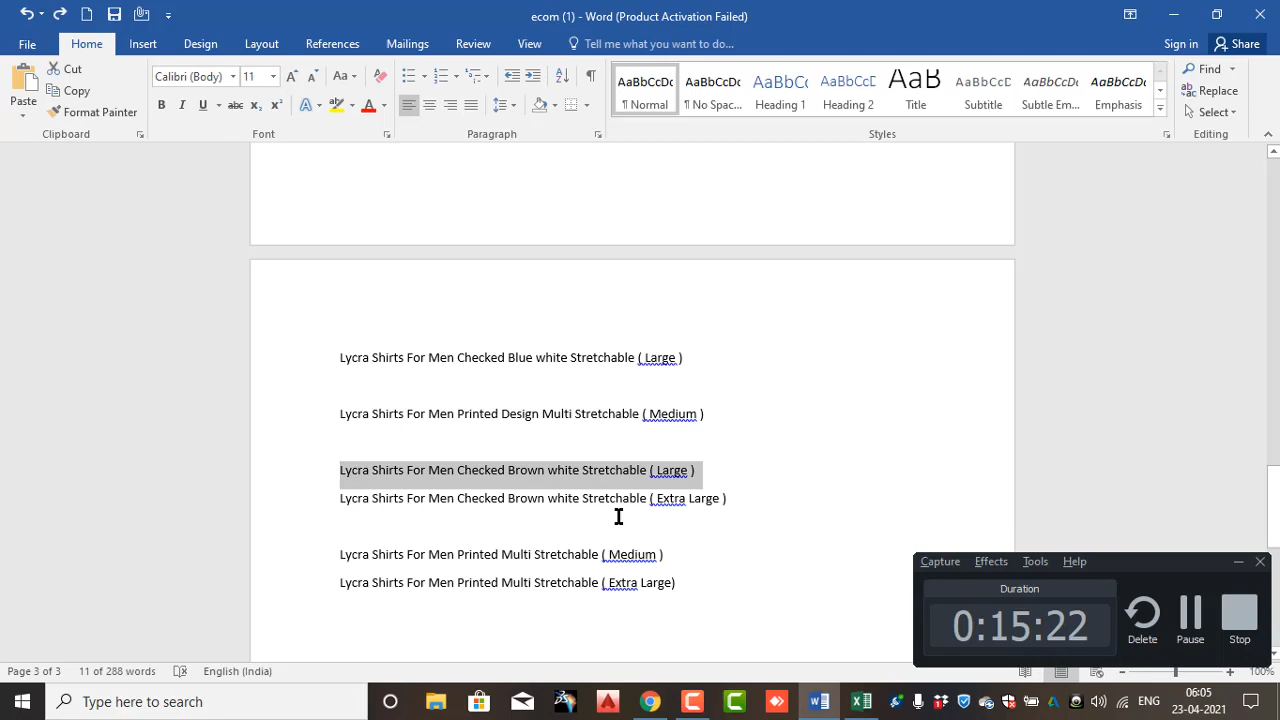 ecom (1) - Word (Product Activation Failed)
File Home Insert Design Layout References Mailings Review View Tell me what you want to do... Sign in Share
Paste Cut Copy Format Painter
Calibri (Body) 11 Aa
B I U abc X₂ X² A A
AaBbCcDc AaBbCcDc AaBbCc AaBbCcD AaB AaBbCcD AaBbCcDc AaBbCcDc
¶ Normal ¶ No Spac... Heading 1 Heading 2 Title Subtitle Subtle Em... Emphasis
Find Replace Select
Clipboard Font Paragraph Styles Editing
Lycra Shirts For Men Checked Blue white Stretchable ( Large )
Lycra Shirts For Men Printed Design Multi Stretchable ( Medium )
Lycra Shirts For Men Checked Brown white Stretchable ( Large )
Lycra Shirts For Men Checked Brown white Stretchable ( Extra Large )
Lycra Shirts For Men Printed Multi Stretchable ( Medium )
Lycra Shirts For Men Printed Multi Stretchable ( Extra Large)
Capture Effects Tools Help
Duration
0:15:22
Delete Pause Stop
Page 3 of 3 11 of 288 words English (India) 100%
Type here to search
ENG
06:05
23-04-2021